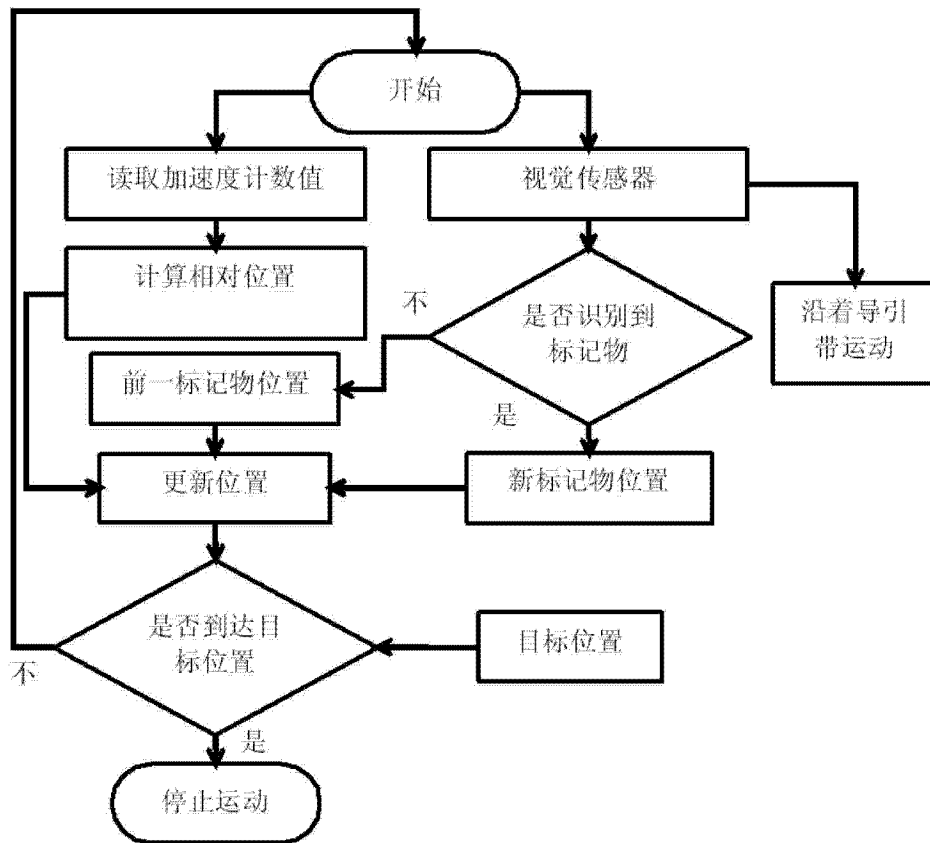 开始
读取加速度计数值
视觉传感器
计算相对位置
不
是否识别到
标记物
沿着导引
带运动
前一标记物位置
是
更新位置
新标记物位置
是否到达目
标位置
目标位置
不
是
停止运动